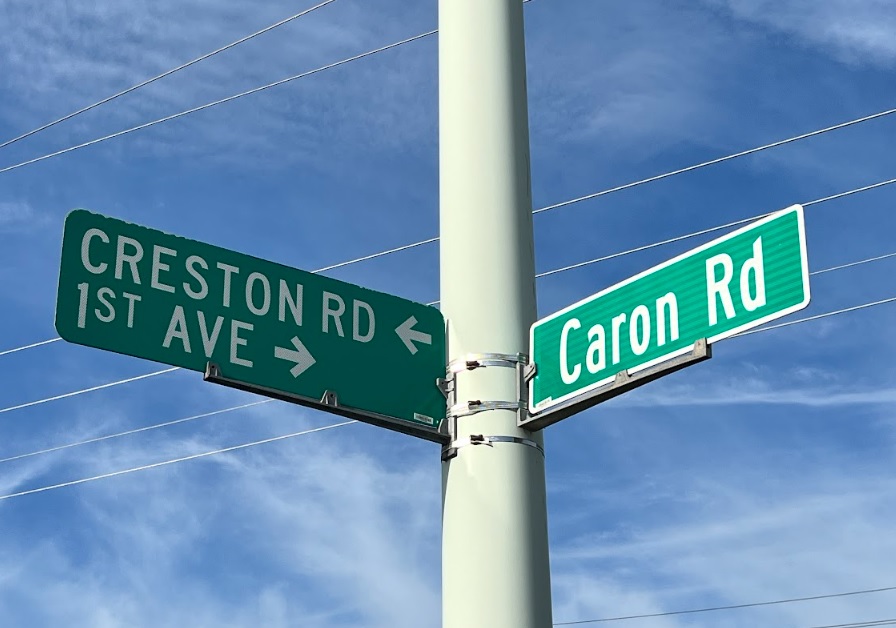 CRESTON RD ←
1ST AVE →
Caron Rd